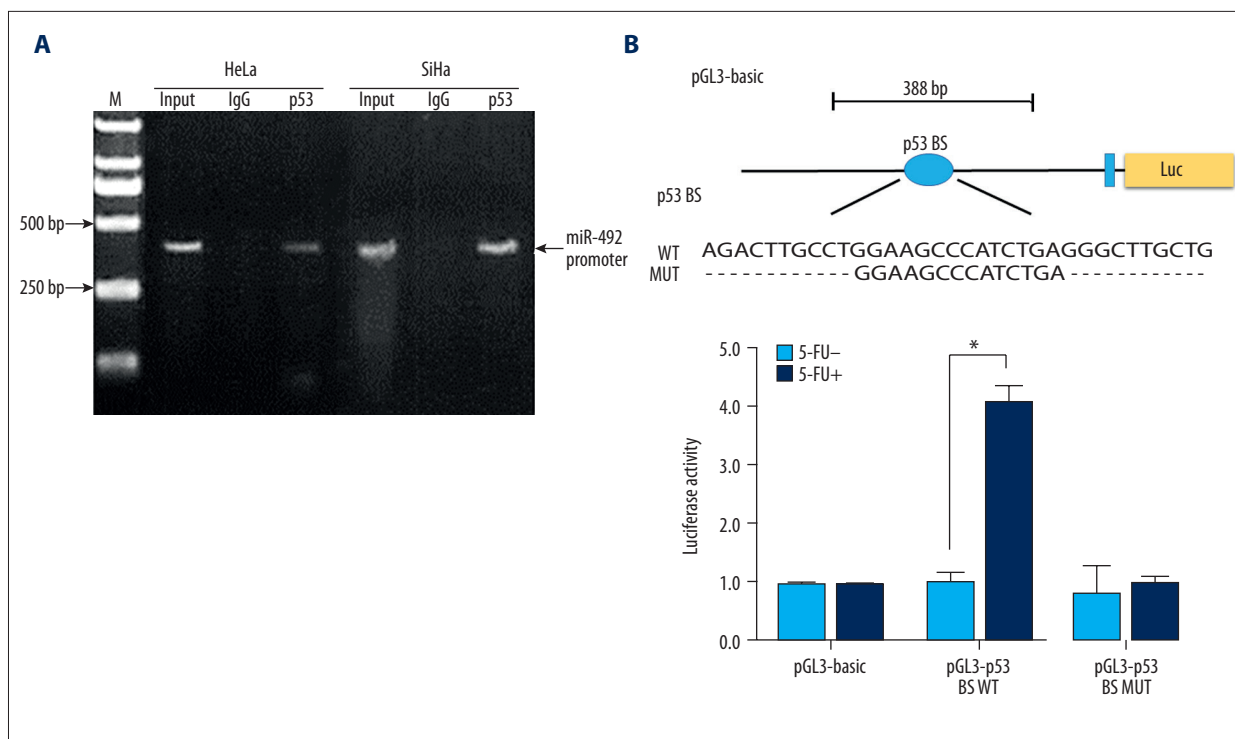 A
HeLa SiHa
M Input IgG p53 Input IgG p53
500 bp
250 bp
miR-492
promoter
B
pGL3-basic
388 bp
p53 BS
Luc
p53 BS
WT AGACTTGCCTGGAAGCCCATCTGAGGGCTTGCTG
MUT - - - - - - - - - - GGAAGCCCATCTGA - - - - - - - - - - -
5-FU–
5-FU+
*
Luciferase activity
5.0
4.0
3.0
2.0
1.0
0.0
pGL3-basic
pGL3-p53
BS WT
pGL3-p53
BS MUT